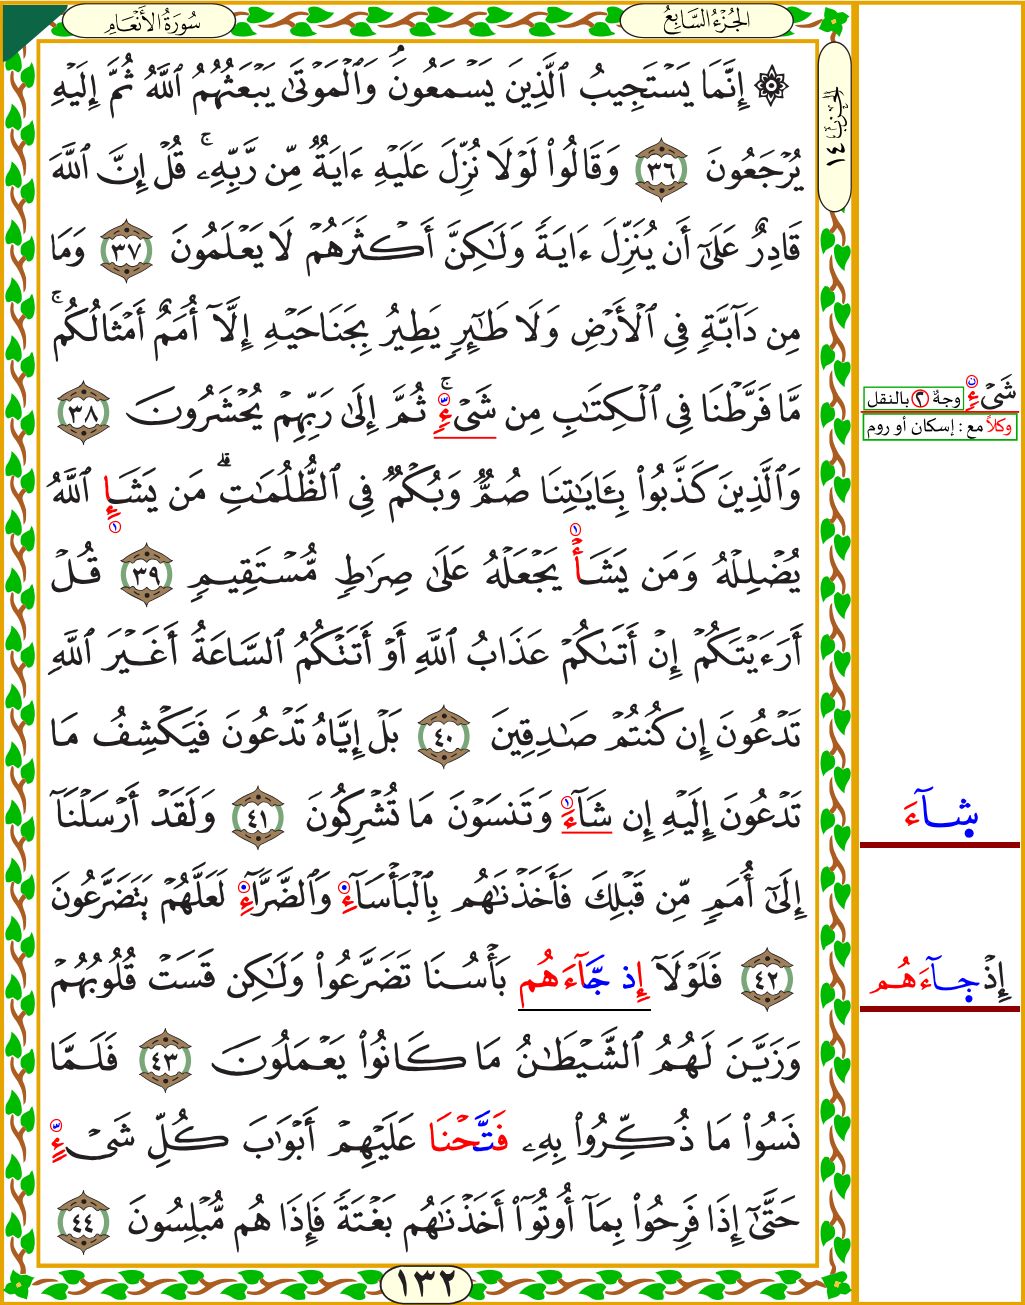 سُورَةُ الأَنْعَامِ
الجُزْءُ السَّابِعُ
الحزب ١٤
۞ إِنَّمَا يَسْتَجِيبُ ٱلَّذِينَ يَسْمَعُونَ وَٱلْمَوْتَىٰ يَبْعَثُهُمُ ٱللَّهُ ثُمَّ إِلَيْهِ
يُرْجَعُونَ ٣٦ وَقَالُوا۟ لَوْلَا نُزِّلَ عَلَيْهِ ءَايَةٌ مِّن رَّبِّهِۦ ۚ قُلْ إِنَّ ٱللَّهَ
قَادِرٌ عَلَىٰٓ أَن يُنَزِّلَ ءَايَةً وَلَٰكِنَّ أَكْثَرَهُمْ لَا يَعْلَمُونَ ٣٧ وَمَا
مِن دَآبَّةٍ فِى ٱلْأَرْضِ وَلَا طَٰٓئِرٍ يَطِيرُ بِجَنَاحَيْهِ إِلَّآ أُمَمٌ أَمْثَالُكُم ۚ
مَّا فَرَّطْنَا فِى ٱلْكِتَٰبِ مِن شَىْءٍ ۚ ثُمَّ إِلَىٰ رَبِّهِمْ يُحْشَرُونَ ٣٨
وَٱلَّذِينَ كَذَّبُوا۟ بِـَٔايَٰتِنَا صُمٌّ وَبُكْمٌ فِى ٱلظُّلُمَٰتِ ۗ مَن يَشَإِ ٱللَّهُ
١
١
يُضْلِلْهُ وَمَن يَشَأْ يَجْعَلْهُ عَلَىٰ صِرَٰطٍ مُّسْتَقِيمٍ ٣٩ قُلْ
أَرَءَيْتَكُمْ إِنْ أَتَىٰكُمْ عَذَابُ ٱللَّهِ أَوْ أَتَتْكُمُ ٱلسَّاعَةُ أَغَيْرَ ٱللَّهِ
تَدْعُونَ إِن كُنتُمْ صَٰدِقِينَ ٤٠ بَلْ إِيَّاهُ تَدْعُونَ فَيَكْشِفُ مَا
تَدْعُونَ إِلَيْهِ إِن شَآءَ وَتَنسَوْنَ مَا تُشْرِكُونَ ٤١ وَلَقَدْ أَرْسَلْنَآ
إِلَىٰٓ أُمَمٍ مِّن قَبْلِكَ فَأَخَذْنَٰهُم بِٱلْبَأْسَآءِ وَٱلضَّرَّآءِ لَعَلَّهُمْ يَتَضَرَّعُونَ
٤٢ فَلَوْلَآ إِذ جَّآءَهُم بَأْسُنَا تَضَرَّعُوا۟ وَلَٰكِن قَسَتْ قُلُوبُهُمْ
وَزَيَّنَ لَهُمُ ٱلشَّيْطَٰنُ مَا كَانُوا۟ يَعْمَلُونَ ٤٣ فَلَمَّا
نَسُوا۟ مَا ذُكِّرُوا۟ بِهِۦ فَتَّحْنَا عَلَيْهِمْ أَبْوَٰبَ كُلِّ شَىْءٍ
حَتَّىٰٓ إِذَا فَرِحُوا۟ بِمَآ أُوتُوٓا۟ أَخَذْنَٰهُم بَغْتَةً فَإِذَا هُم مُّبْلِسُونَ ٤٤
١٣٢
شَىْءٍ وجهٌ ٢ بالنقل
وكلاً مع : إسكان أو روم
شآءَ
إِذْ جآءَهُم